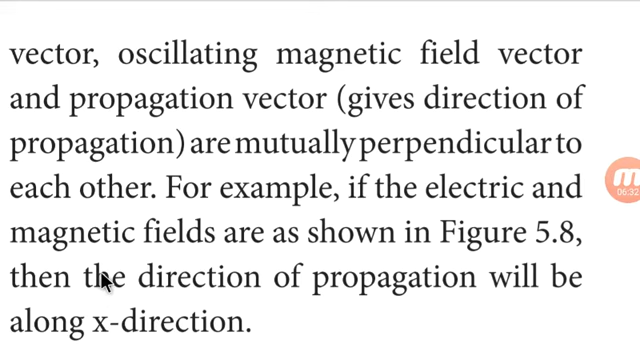 vector, oscillating magnetic field vector
and propagation vector (gives direction of
propagation) are mutually perpendicular to
each other. For example, if the electric and
magnetic fields are as shown in Figure 5.8,
then the direction of propagation will be
along x-direction.
06:32